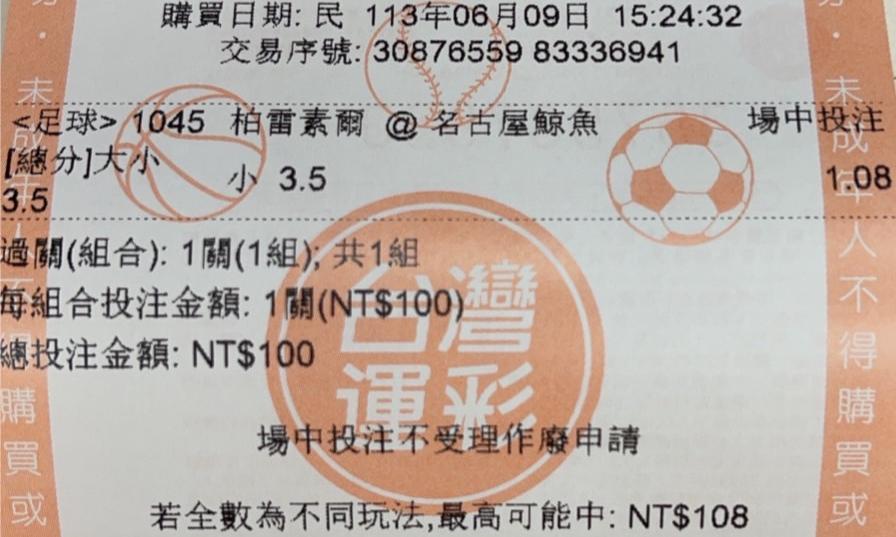 購買日期: 民 113年06月09日 15:24:32
交易序號: 30876559 83336941
<足球> 1045 柏雷素爾 @ 名古屋鯨魚 場中投注
[總分]大小 小 3.5 1.08
3.5
過關(組合): 1關(1組); 共1組
每組合投注金額: 1關(NT$100)
總投注金額: NT$100
台灣
運彩
場中投注不受理作廢申請
若全數為不同玩法,最高可能中: NT$108
未成年人不得購買或
未成年人不得購買或